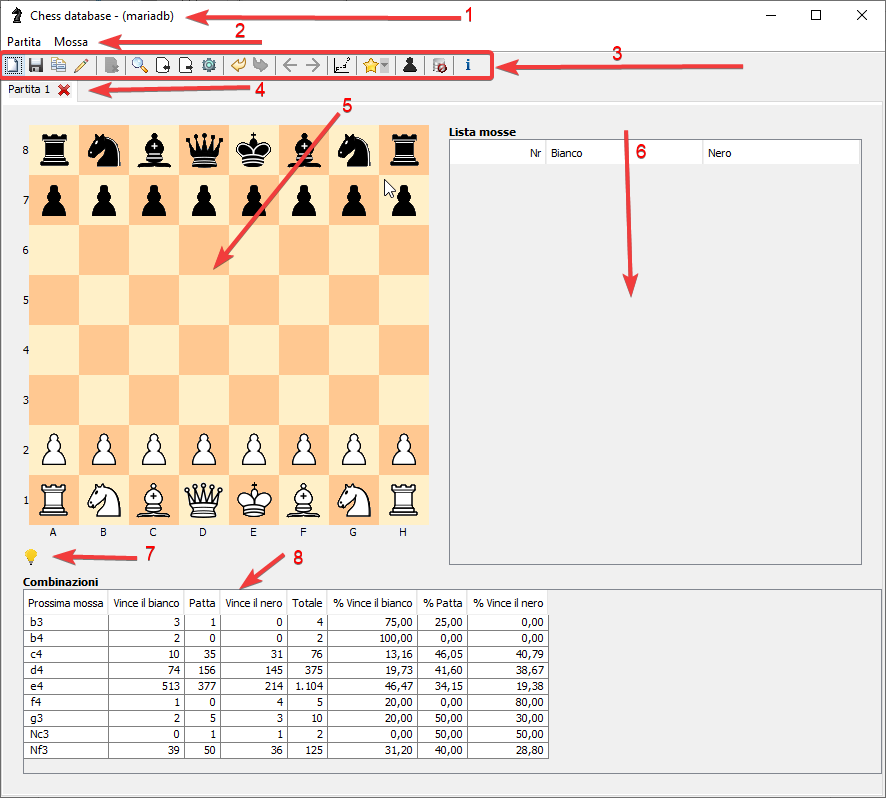 Chess database - (mariadb) 1
Partita Mossa 2
3
Partita 1 4
5
8
7
6
5
4
3
2
1
A B C D E F G H
Lista mosse
Nr Bianco Nero
6
7
8
Combinazioni
Prossima mossa Vince il bianco Patta Vince il nero Totale % Vince il bianco % Patta % Vince il nero
b3 3 1 0 4 75,00 25,00 0,00
b4 2 0 0 2 100,00 0,00 0,00
c4 10 35 31 76 13,16 46,05 40,79
d4 74 156 145 375 19,73 41,60 38,67
e4 513 377 214 1.104 46,47 34,15 19,38
f4 1 0 4 5 20,00 0,00 80,00
g3 2 5 3 10 20,00 50,00 30,00
Nc3 0 1 1 2 0,00 50,00 50,00
Nf3 39 50 36 125 31,20 40,00 28,80